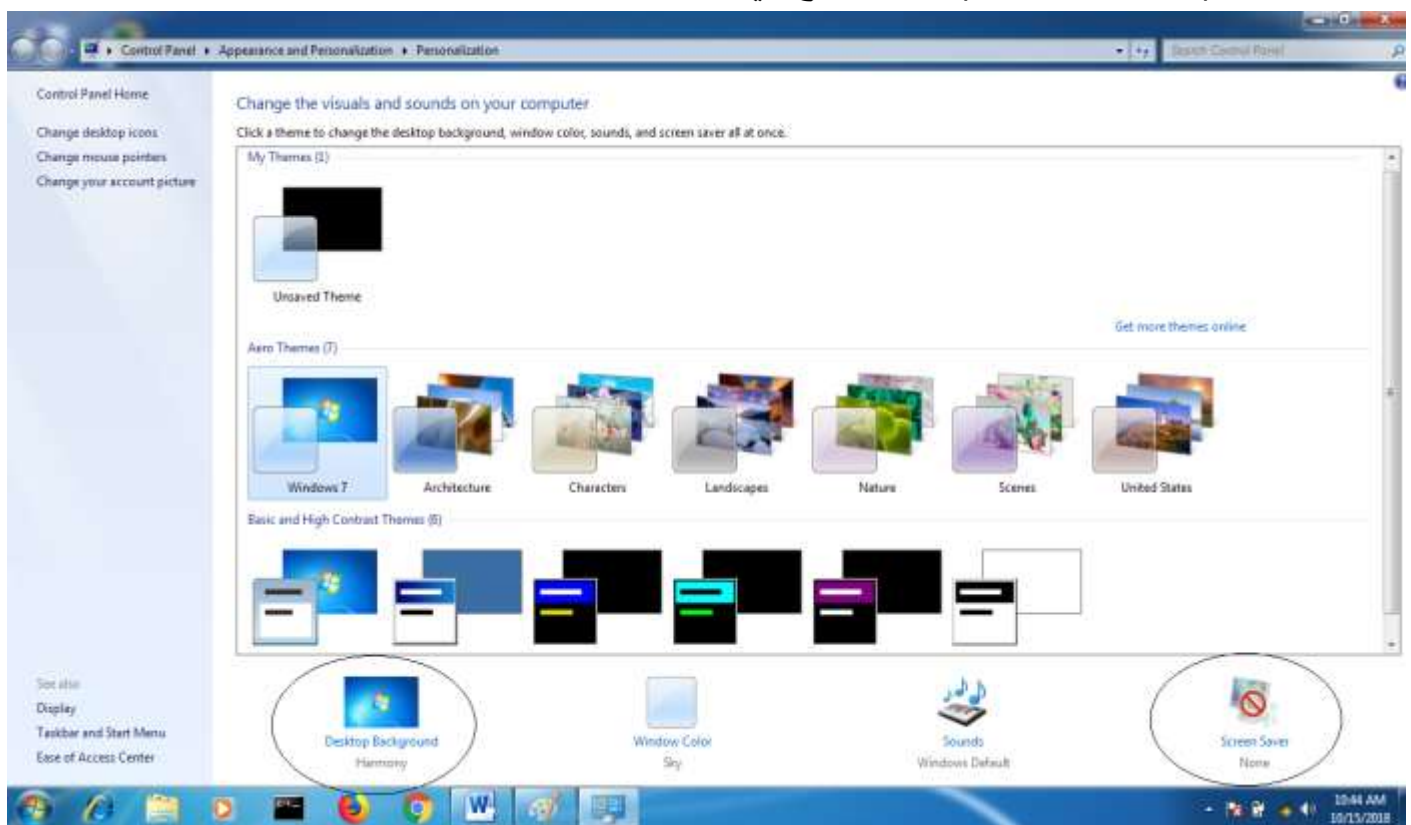 Control Panel ▸ Appearance and Personalization ▸ Personalization
Search Control Panel
Control Panel Home
Change desktop icons
Change mouse pointers
Change your account picture
Change the visuals and sounds on your computer
Click a theme to change the desktop background, window color, sounds, and screen saver all at once.
My Themes (1)
Unsaved Theme
Get more themes online
Aero Themes (7)
Windows 7
Architecture
Characters
Landscapes
Nature
Scenes
United States
Basic and High Contrast Themes (6)
See also
Display
Taskbar and Start Menu
Ease of Access Center
Desktop Background
Harmony
Window Color
Sky
Sounds
Windows Default
Screen Saver
None
10:44 AM
10/15/2018